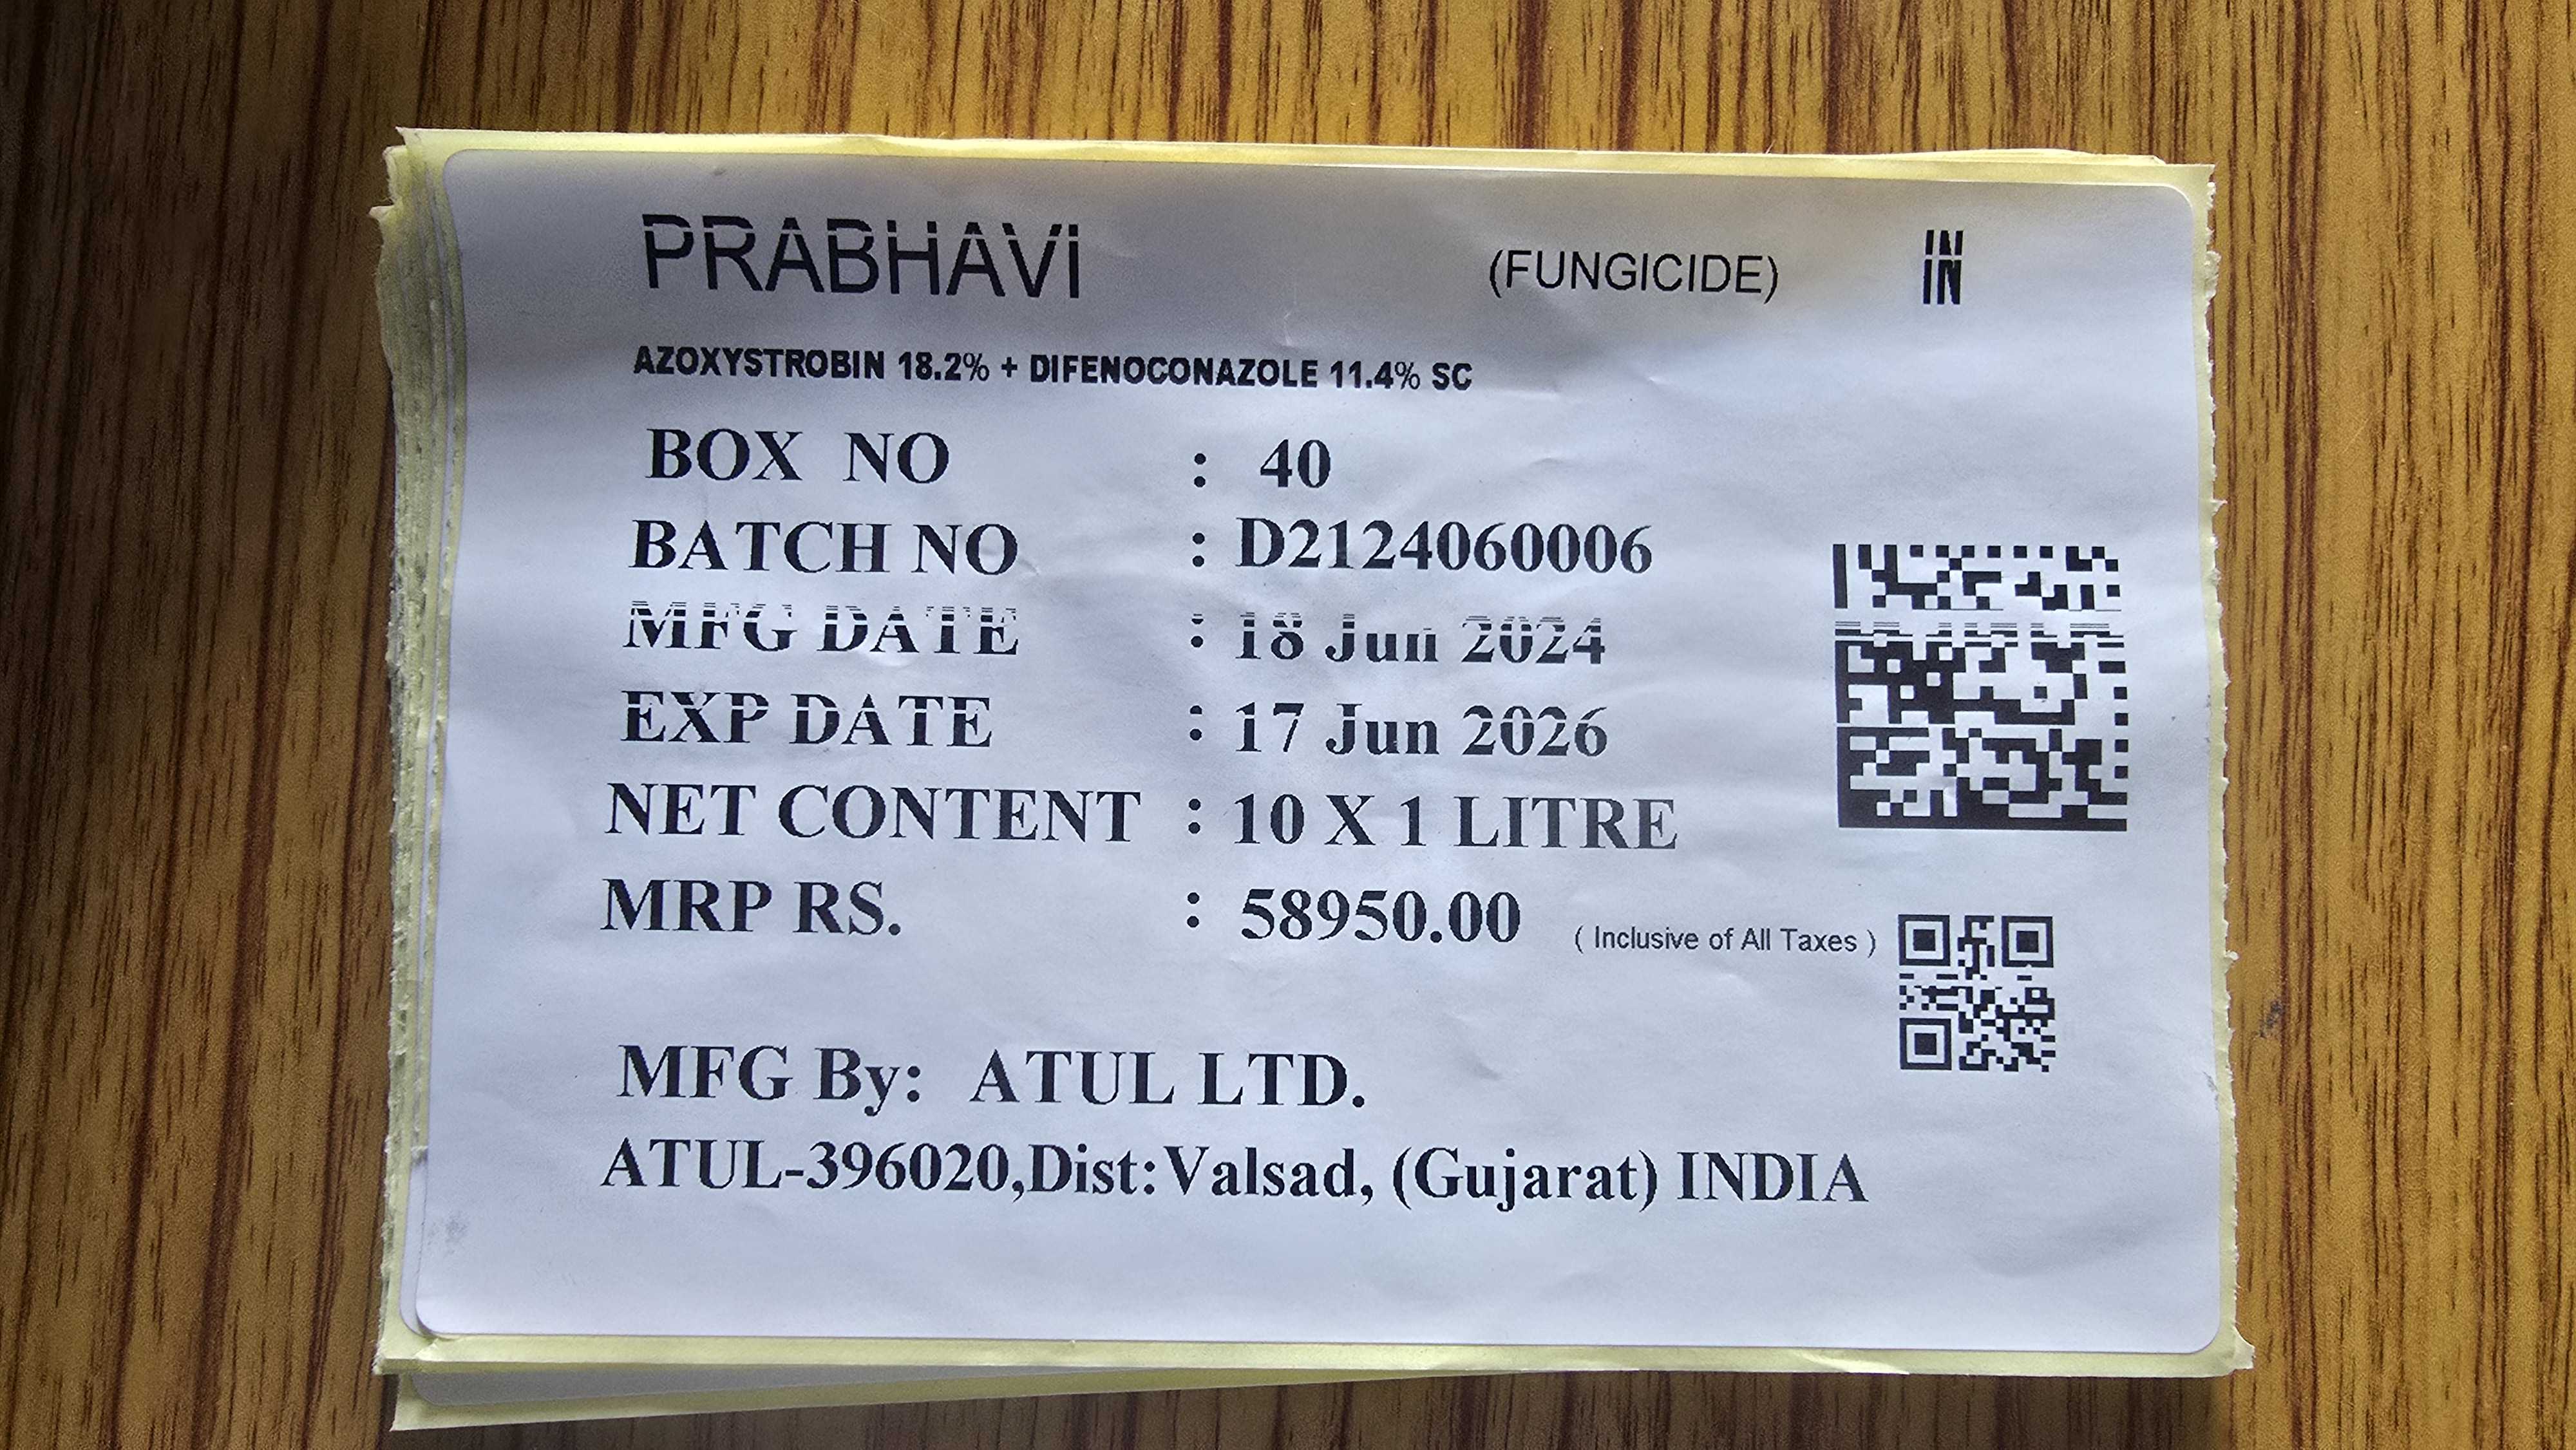 PRABHAVi (FUNGICIDE) IN
AZOXYSTROBIN 18.2% + DIFENOCONAZOLE 11.4% SC
BOX NO : 40
BATCH NO : D2124060006
MFG DATE : 18 Jun 2024
EXP DATE : 17 Jun 2026
NET CONTENT : 10 X 1 LITRE
MRP RS. : 58950.00 ( Inclusive of All Taxes )
MFG By: ATUL LTD.
ATUL-396020,Dist:Valsad, (Gujarat) INDIA